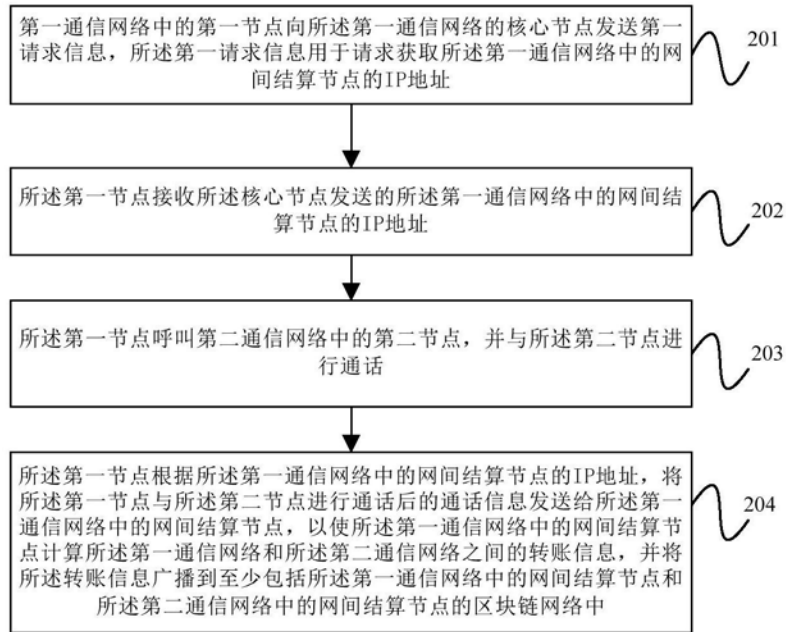 第一通信网络中的第一节点向所述第一通信网络的核心节点发送第一
请求信息，所述第一请求信息用于请求获取所述第一通信网络中的网
间结算节点的IP地址
201
所述第一节点接收所述核心节点发送的所述第一通信网络中的网间结
算节点的IP地址
202
所述第一节点呼叫第二通信网络中的第二节点，并与所述第二节点进
行通话
203
所述第一节点根据所述第一通信网络中的网间结算节点的IP地址，将
所述第一节点与所述第二节点进行通话后的通话信息发送给所述第一
通信网络中的网间结算节点，以使所述第一通信网络中的网间结算节
点计算所述第一通信网络和所述第二通信网络之间的转账信息，并将
所述转账信息广播到至少包括所述第一通信网络中的网间结算节点和
所述第二通信网络中的网间结算节点的区块链网络中
204